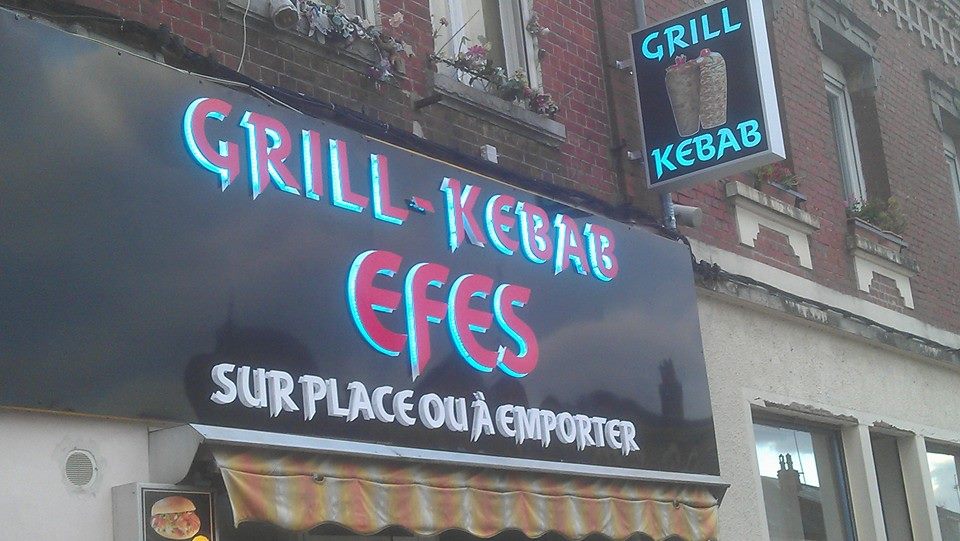 GRILL
KEBAB
GRILL-KEBAB
EFES
SUR PLACE OU À EMPORTER